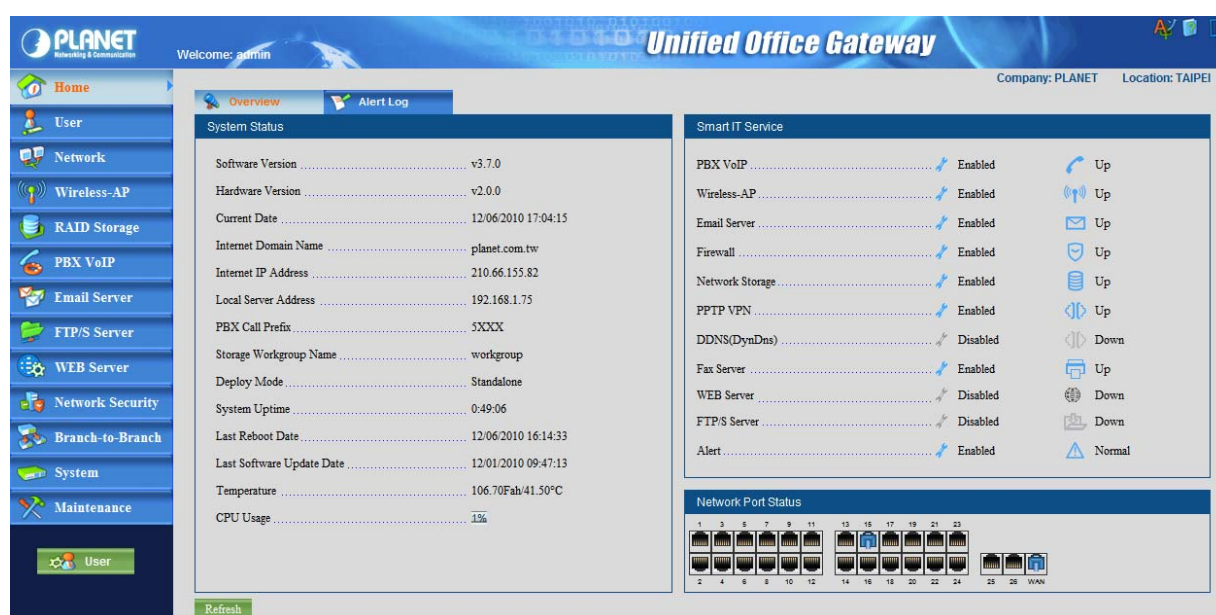 PLANET
Networking & Communication
Welcome: admin
Unified Office Gateway
Company: PLANET Location: TAIPEI
Home
User
Network
Wireless-AP
RAID Storage
PBX VoIP
Email Server
FTP/S Server
WEB Server
Network Security
Branch-to-Branch
System
Maintenance
User
Overview Alert Log
System Status
Software Version v3.7.0
Hardware Version v2.0.0
Current Date 12/06/2010 17:04:15
Internet Domain Name planet.com.tw
Internet IP Address 210.66.155.82
Local Server Address 192.168.1.75
PBX Call Prefix 5XXX
Storage Workgroup Name workgroup
Deploy Mode Standalone
System Uptime 0:49:06
Last Reboot Date 12/06/2010 16:14:33
Last Software Update Date 12/01/2010 09:47:13
Temperature 106.70Fah/41.50°C
CPU Usage 1%
Refresh
Smart IT Service
PBX VoIP Enabled Up
Wireless-AP Enabled Up
Email Server Enabled Up
Firewall Enabled Up
Network Storage Enabled Up
PPTP VPN Enabled Up
DDNS(DynDns) Disabled Down
Fax Server Enabled Up
WEB Server Disabled Down
FTP/S Server Disabled Down
Alert Enabled Normal
Network Port Status
1 3 5 7 9 11 13 15 17 19 21 23
2 4 6 8 10 12 14 16 18 20 22 24 25 26 WAN